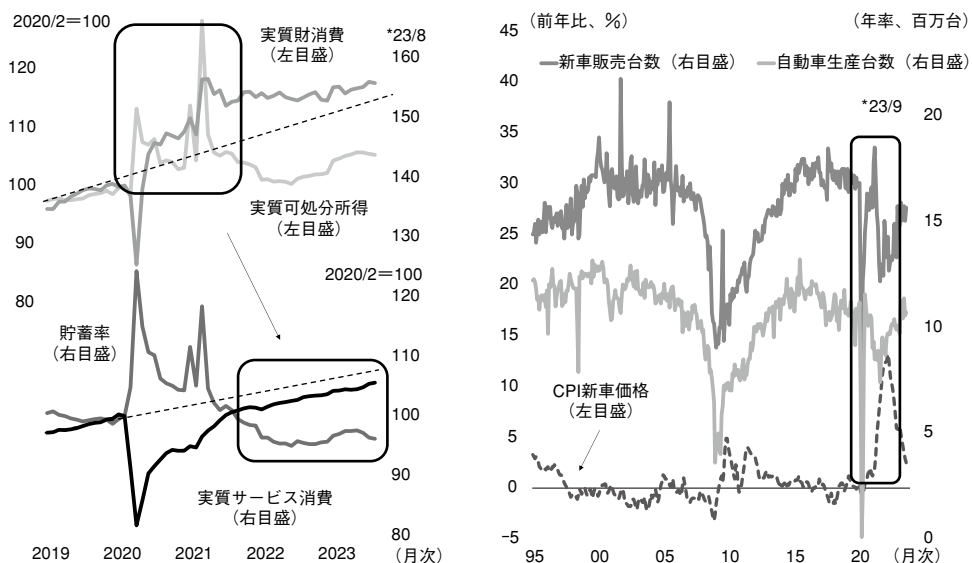 2020/2＝100
120
110
100
90
80
実質財消費
（左目盛）
*23/8
160
150
140
130
実質可処分所得
（左目盛）
2020/2＝100
120
110
100
90
80
貯蓄率
（右目盛）
実質サービス消費
（右目盛）
2019
2020
2021
2022
2023
（月次）
（前年比、％）
（年率、百万台）
45
40
35
30
25
20
15
10
5
0
−5
新車販売台数（右目盛）
自動車生産台数（右目盛）
*23/9
20
15
10
5
0
CPI新車価格
（左目盛）
95
00
05
10
15
20
（月次）